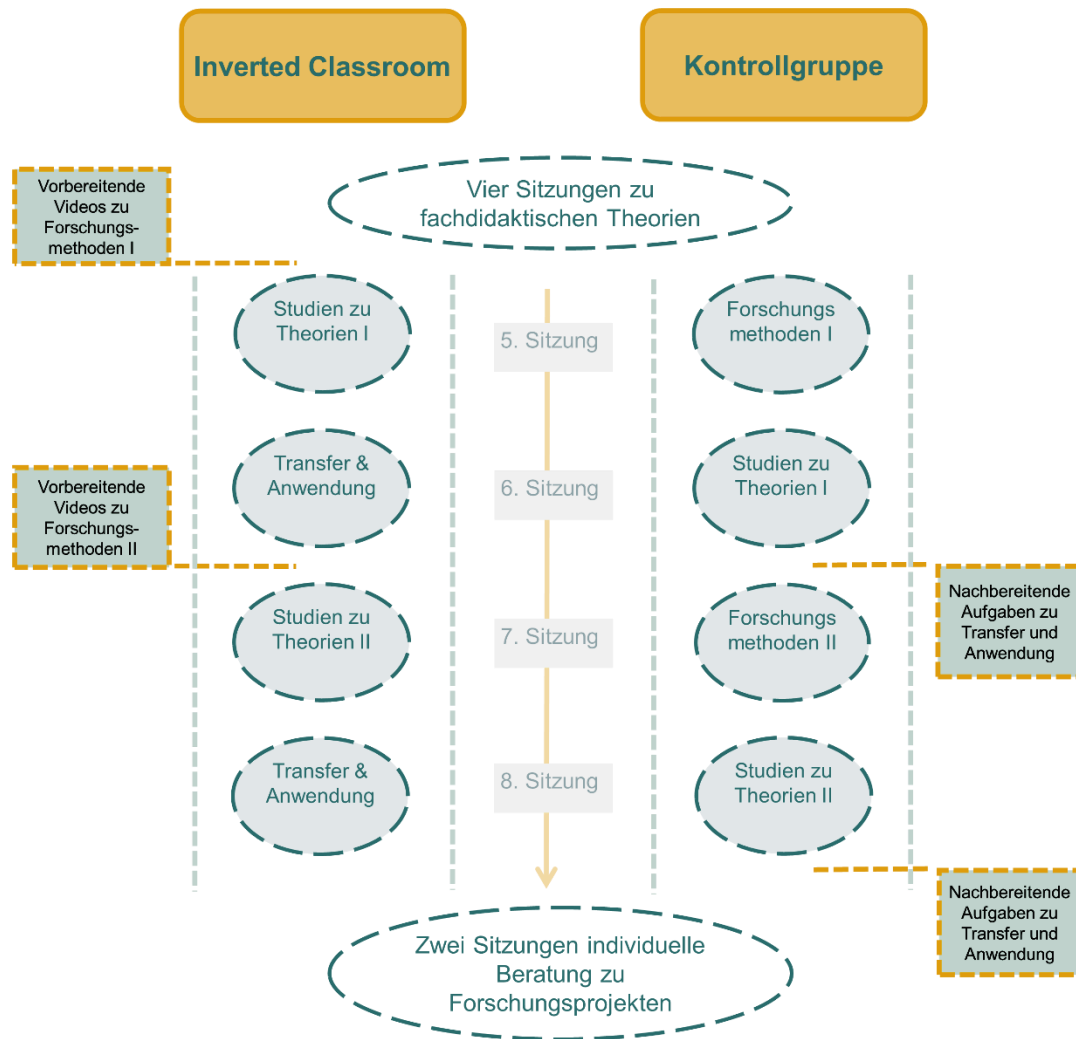 Inverted Classroom
Kontrollgruppe
Vorbereitende
Videos zu
Forschungs-
methoden I
Vier Sitzungen zu
fachdidaktischen Theorien
Studien zu
Theorien I
5. Sitzung
Forschungs
methoden I
Transfer &
Anwendung
6. Sitzung
Studien zu
Theorien I
Vorbereitende
Videos zu
Forschungs-
methoden II
Studien zu
Theorien II
7. Sitzung
Forschungs
methoden II
Nachbereitende
Aufgaben zu
Transfer und
Anwendung
Transfer &
Anwendung
8. Sitzung
Studien zu
Theorien II
Nachbereitende
Aufgaben zu
Transfer und
Anwendung
Zwei Sitzungen individuelle
Beratung zu
Forschungsprojekten